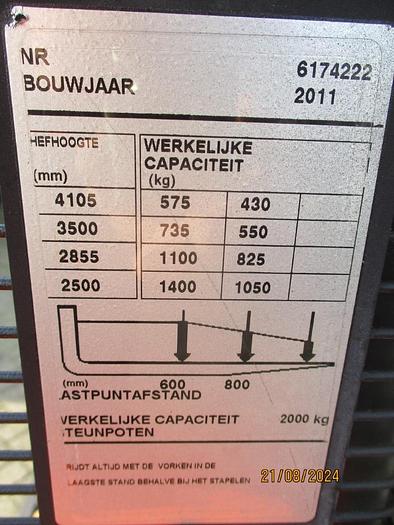 NR 6174222
BOUWJAAR 2011
HEFHOOGTE WERKELIJKE
CAPACITEIT
(mm) (kg)
4105 575 430
3500 735 550
2855 1100 825
2500 1400 1050
(mm) 600 800
LASTPUNTAFSTAND
WERKELIJKE CAPACITEIT 2000 kg
STEUNPOTEN
RIJDT ALTIJD MET DE VORKEN IN DE
LAAGSTE STAND BEHALVE BIJ HET STAPELEN
21/08/2024